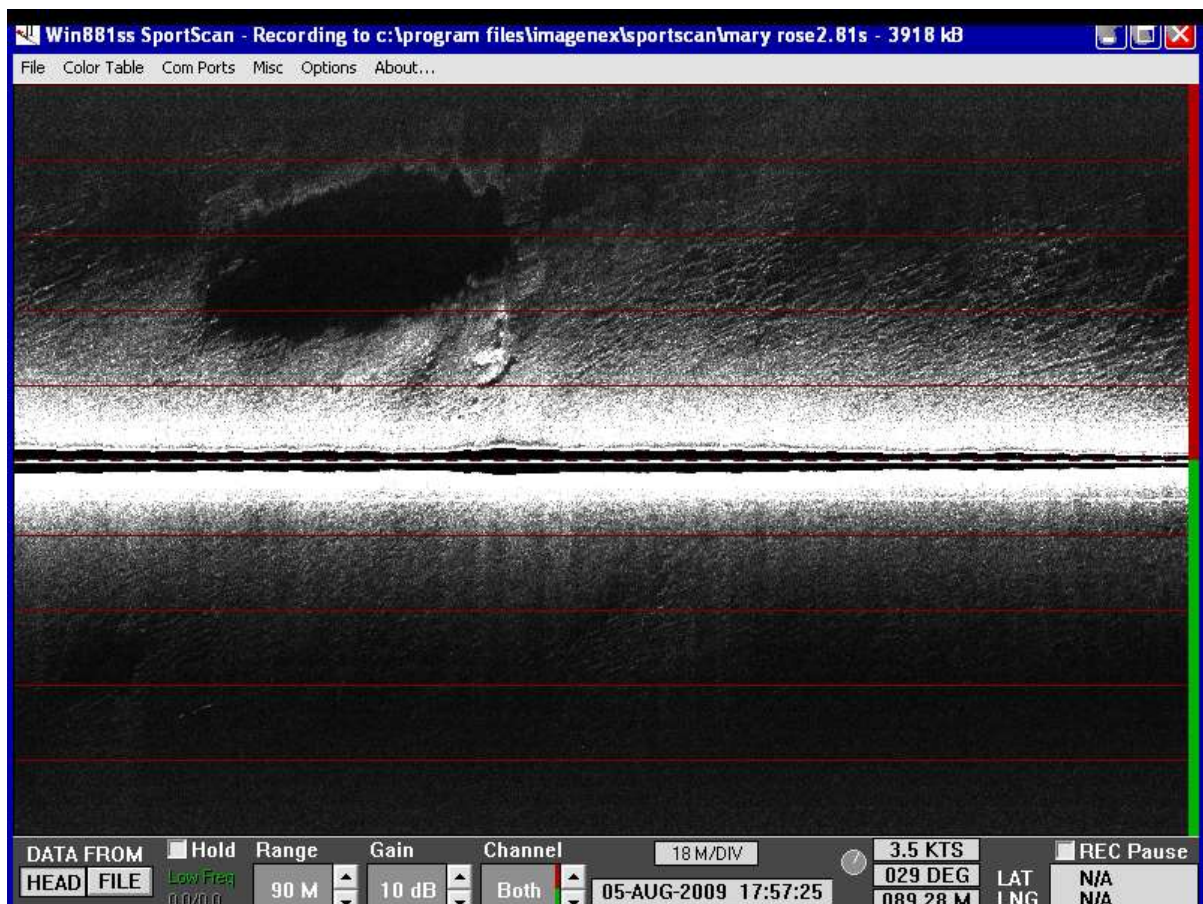 Win881ss SportScan - Recording to c:\program files\imagenex\sportscan\mary rose2.81s - 3918 kB
File Color Table Com Ports Misc Options About...
DATA FROM Hold Range Gain Channel 18 M/DIV 3.5 KTS REC Pause
HEAD FILE Low Freq 90 M 10 dB Both 05-AUG-2009 17:57:25 029 DEG LAT N/A
089.28 M LNG N/A